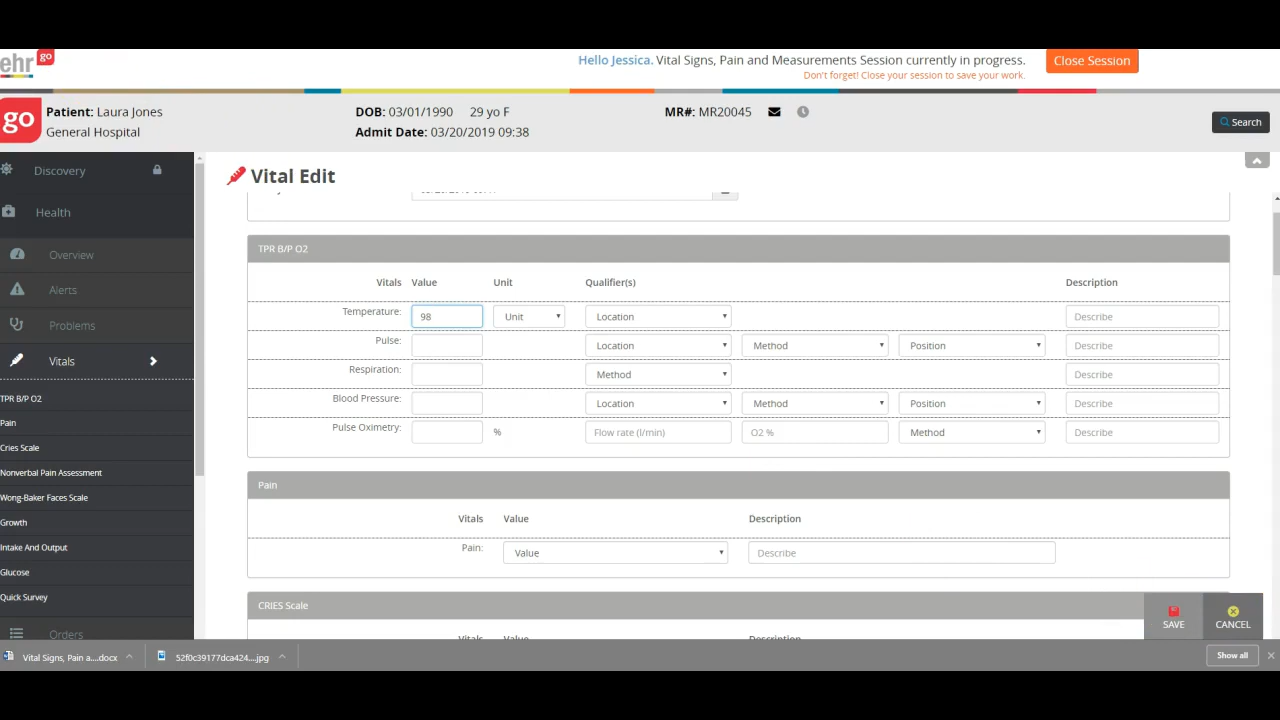 ehr go
Hello Jessica. Vital Signs, Pain and Measurements Session currently in progress.
Don't forget! Close your session to save your work.
Close Session
go
Patient: Laura Jones
General Hospital
DOB: 03/01/1990 29 yo F
Admit Date: 03/20/2019 09:38
MR#: MR20045
Search
Discovery
Health
Overview
Alerts
Problems
Vitals
TPR B/P O2
Pain
Cries Scale
Nonverbal Pain Assessment
Wong-Baker Faces Scale
Growth
Intake And Output
Glucose
Quick Survey
Orders
Vital Edit
TPR B/P O2
Vitals Value Unit Qualifier(s) Description
Temperature: 98 Unit Location Describe
Pulse: Location Method Position Describe
Respiration: Method Describe
Blood Pressure: Location Method Position Describe
Pulse Oximetry: % Flow rate (l/min) O2 % Method Describe
Pain
Vitals Value Description
Pain: Value Describe
CRIES Scale
Vitals Value Description
SAVE
CANCEL
Vital Signs, Pain a....docx
52f0c39177dca424....jpg
Show all